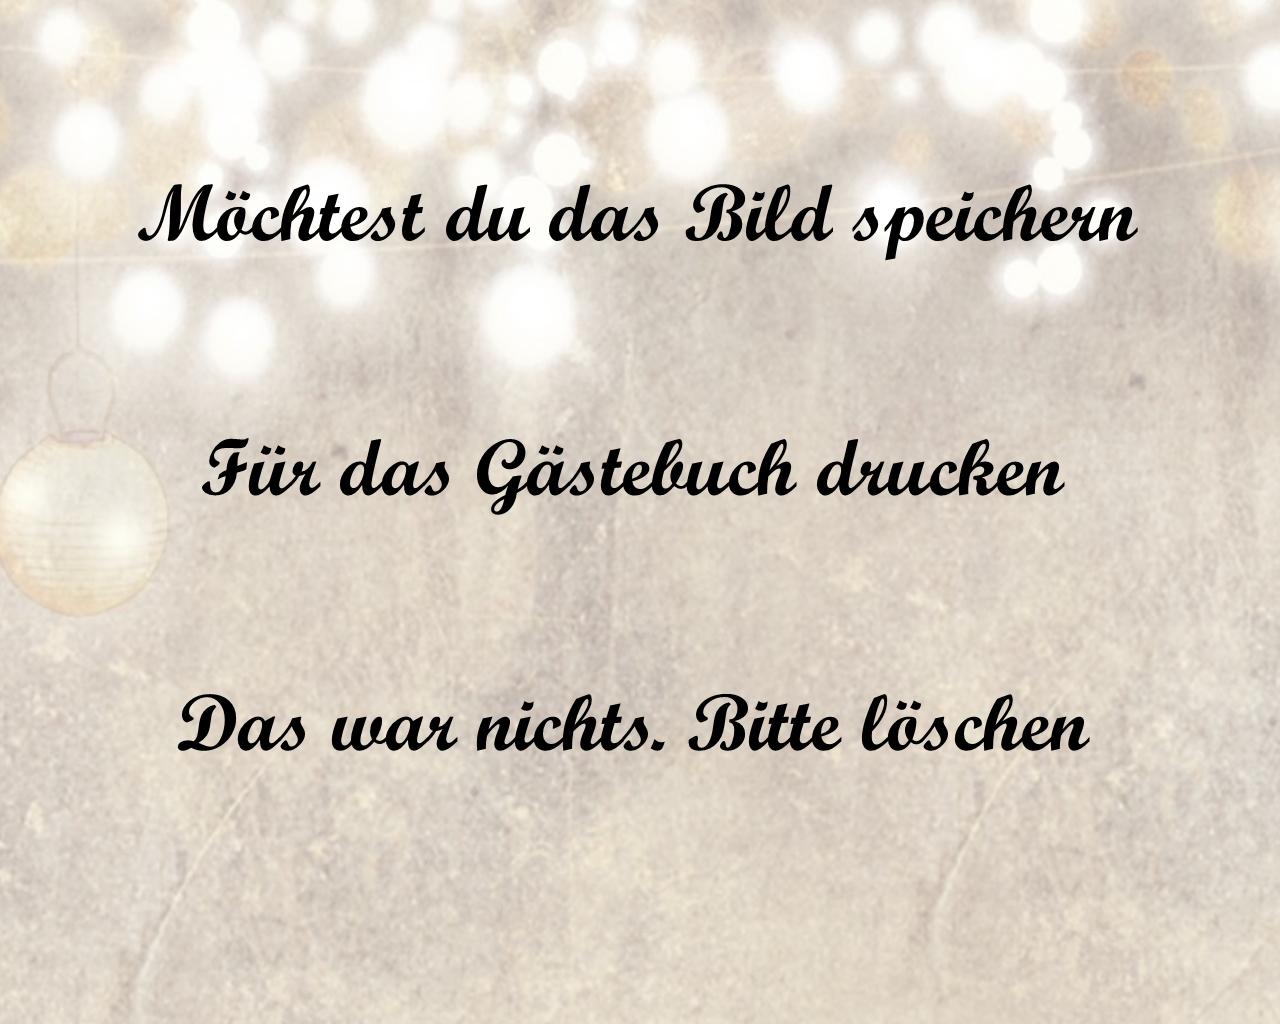 Möchtest du das Bild speichern
Für das Gästebuch drucken
Das war nichts. Bitte löschen